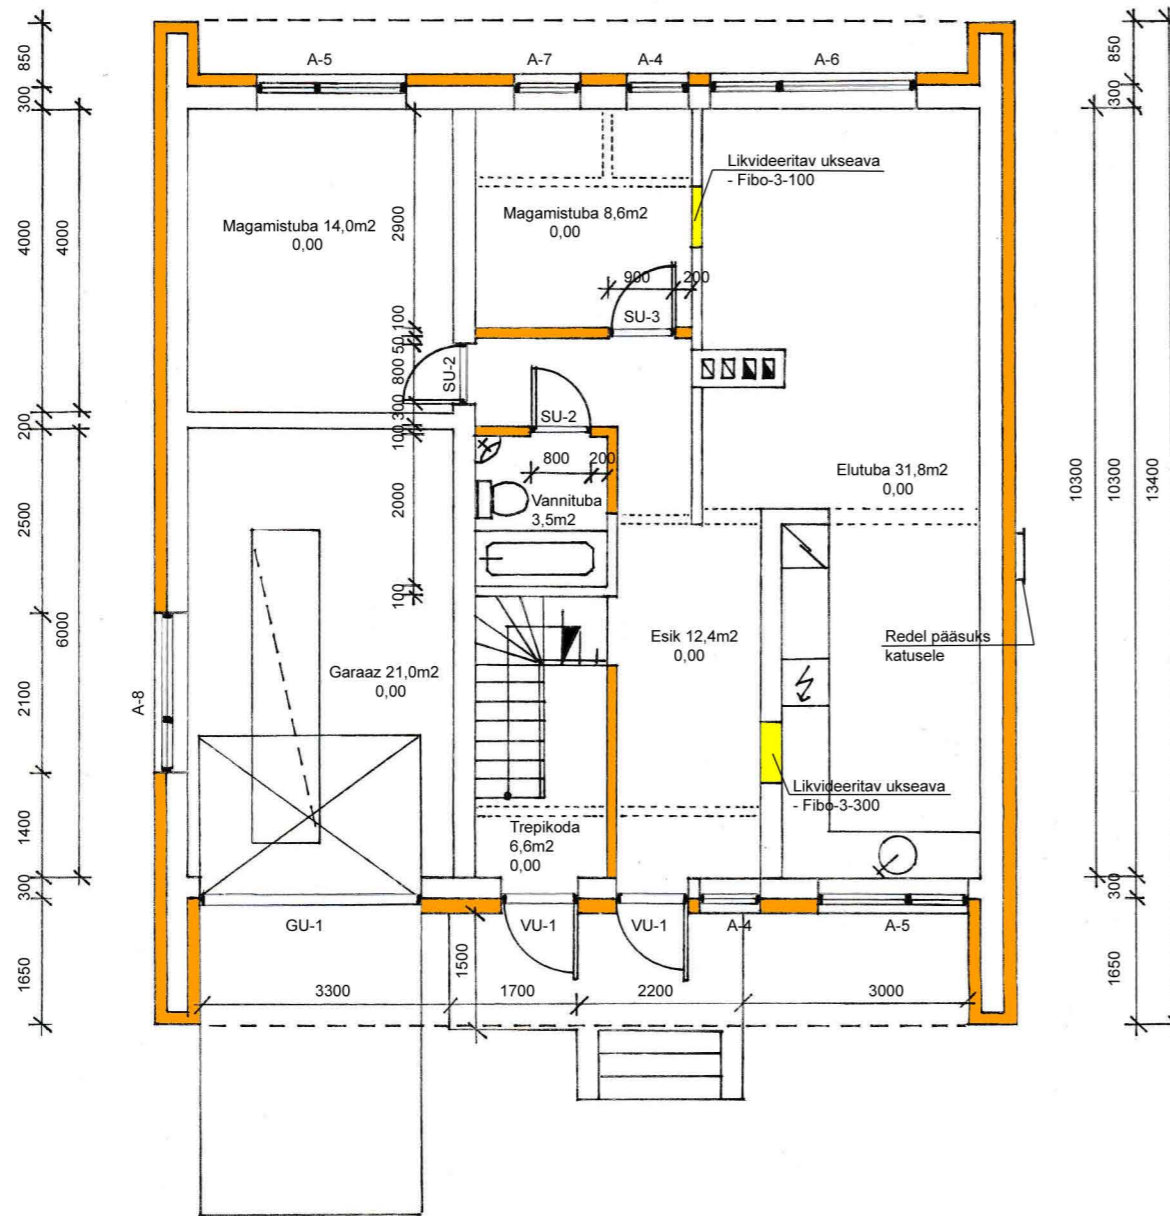 A-5
A-7
A-4
A-6
850
300
4000
4000
200
2500
6000
2100
1400
300
1650
850
300
10300
10300
13400
300
1650
Likvideeritav ukseava
- Fibo-3-100
Magamistuba 14,0m2
0,00
2900
Magamistuba 8,6m2
0,00
900
200
SU-3
100
50
800
300
100
SU-2
SU-2
800
200
Vannituba
3,5m2
2000
100
Elutuba 31,8m2
0,00
Esik 12,4m2
0,00
Redel pääsuks
katusele
Garaaz 21,0m2
0,00
A-8
Likvideeritav ukseava
- Fibo-3-300
Trepikoda
6,6m2
0,00
GU-1
VU-1
VU-1
A-4
A-5
1500
3300
1700
2200
3000